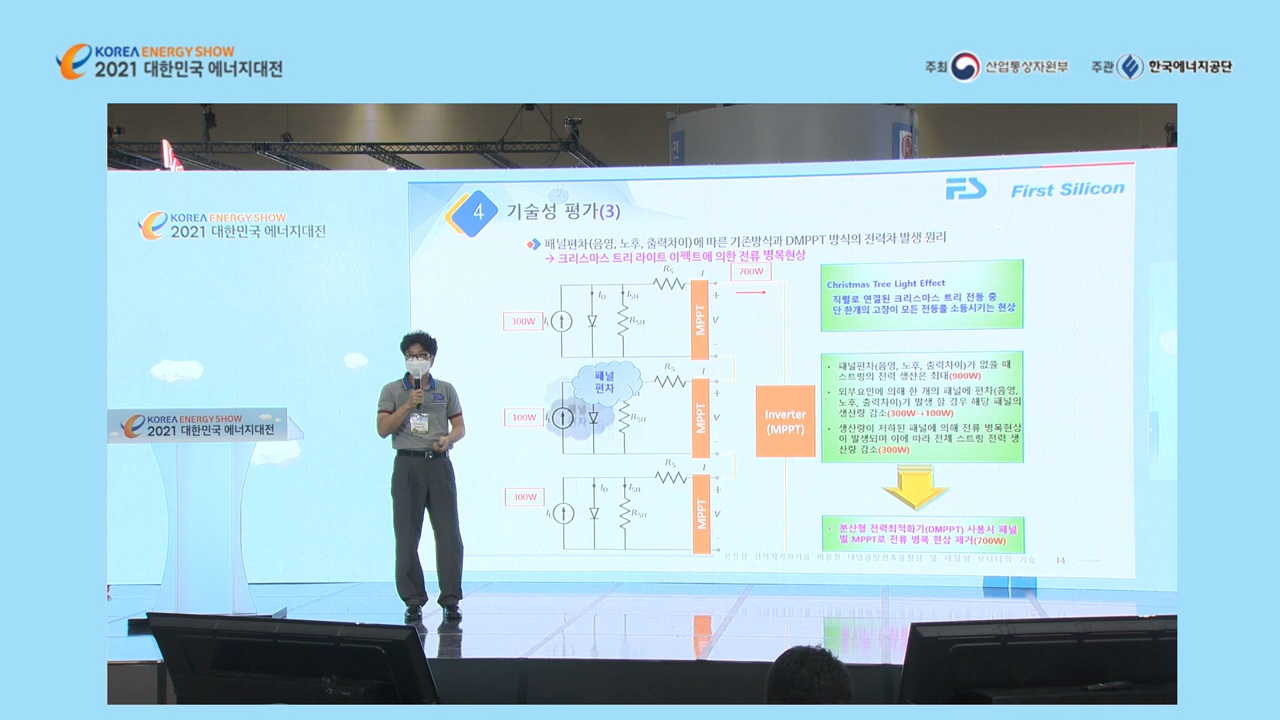 KOREA ENERGY SHOW
2021 대한민국 에너지대전
주최 산업통상자원부 주관 한국에너지공단
FS First Silicon
KOREA ENERGY SHOW
2021 대한민국 에너지대전
4 기술성 평가(3)
패널편차(음영, 노후, 출력차이)에 따른 기존방식과 DMPPT 방식의 전력차 발생 원리
→ 크리스마스 트리 라이트 이펙트에 의한 전류 병목현상
RS I 700W
300W IL ID ISH RSH MPPT + V -
Christmas Tree Light Effect
직렬로 연결된 크리스마스 트리 전등 중
단 한개의 고장이 모든 전등을 소등시키는 현상
패널 편차
RS I
100W RSH MPPT + V -
Inverter
(MPPT)
• 패널편차(음영, 노후, 출력차이)가 없을 때
스트링의 전력 생산은 최대(900W)
• 외부요인에 의해 한 개의 패널에 편차(음영,
노후, 출력차이)가 발생 할 경우 해당 패널의
생산량 감소(300W→100W)
• 생산량이 저하된 패널에 의해 전류 병목현상
이 발생되며 이에 따라 전체 스트링 전력 생
산량 감소(300W)
RS I
300W IL ID ISH RSH MPPT + V -
• 분산형 전력최적화기(DMPPT) 사용시 패널
별 MPPT로 전류 병목 현상 제거(700W)
14
KOREA ENERGY SHOW
2021 대한민국 에너지대전
FS